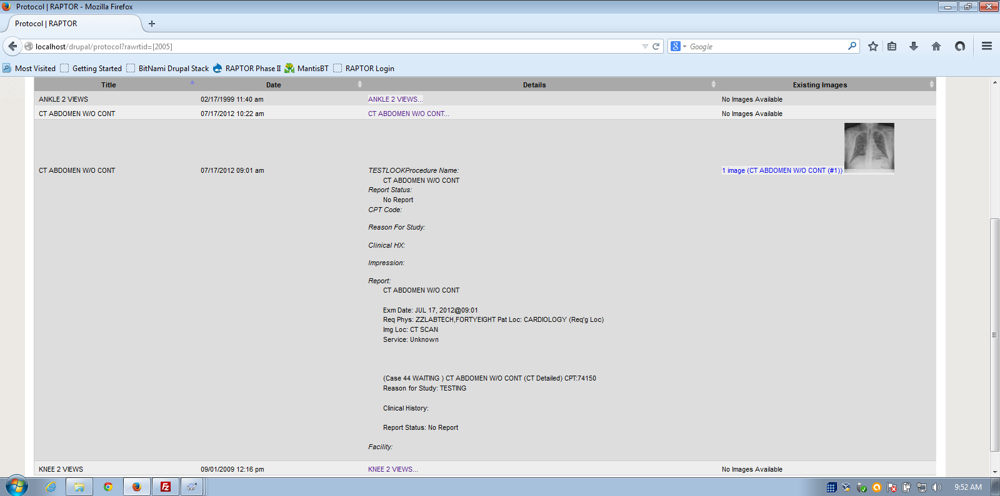 Protocol | RAPTOR - Mozilla Firefox
Protocol | RAPTOR
localhost/drupal/protocol?rawrtid=[2005]
Google
Most Visited Getting Started BitNami Drupal Stack RAPTOR Phase II MantisBT RAPTOR Login
Title Date Details Existing Images
ANKLE 2 VIEWS 02/17/1999 11:40 am ANKLE 2 VIEWS... No Images Available
CT ABDOMEN W/O CONT 07/17/2012 10:22 am CT ABDOMEN W/O CONT... No Images Available
CT ABDOMEN W/O CONT 07/17/2012 09:01 am TESTLOOKProcedure Name: 1 image (CT ABDOMEN W/O CONT (#1))
CT ABDOMEN W/O CONT
Report Status:
No Report
CPT Code:
Reason For Study:
Clinical HX:
Impression:
Report:
CT ABDOMEN W/O CONT
Exm Date: JUL 17, 2012@09:01
Req Phys: ZZLABTECH,FORTYEIGHT Pat Loc: CARDIOLOGY (Req'g Loc)
Img Loc: CT SCAN
Service: Unknown
(Case 44 WAITING ) CT ABDOMEN W/O CONT (CT Detailed) CPT:74150
Reason for Study: TESTING
Clinical History:
Report Status: No Report
Facility:
KNEE 2 VIEWS 09/01/2009 12:16 pm KNEE 2 VIEWS... No Images Available
9:52 AM